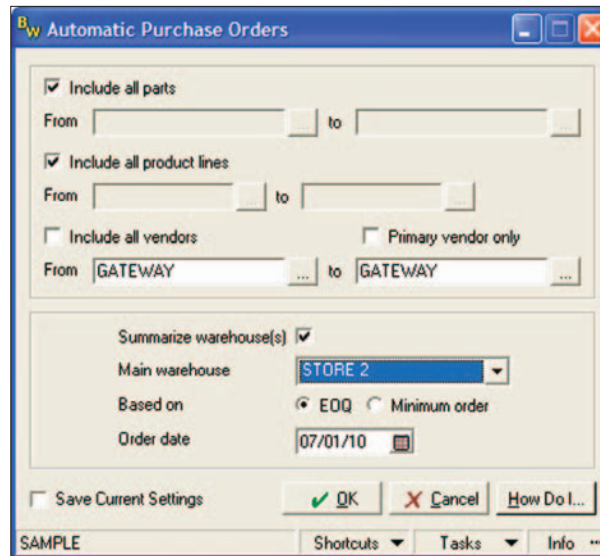 BW Automatic Purchase Orders
Include all parts
From ... to ...
Include all product lines
From ... to ...
Include all vendors Primary vendor only
From GATEWAY ... to GATEWAY ...
Summarize warehouse(s)
Main warehouse STORE 2
Based on EOQ Minimum order
Order date 07/01/10
Save Current Settings OK Cancel How Do I...
SAMPLE Shortcuts Tasks Info ...